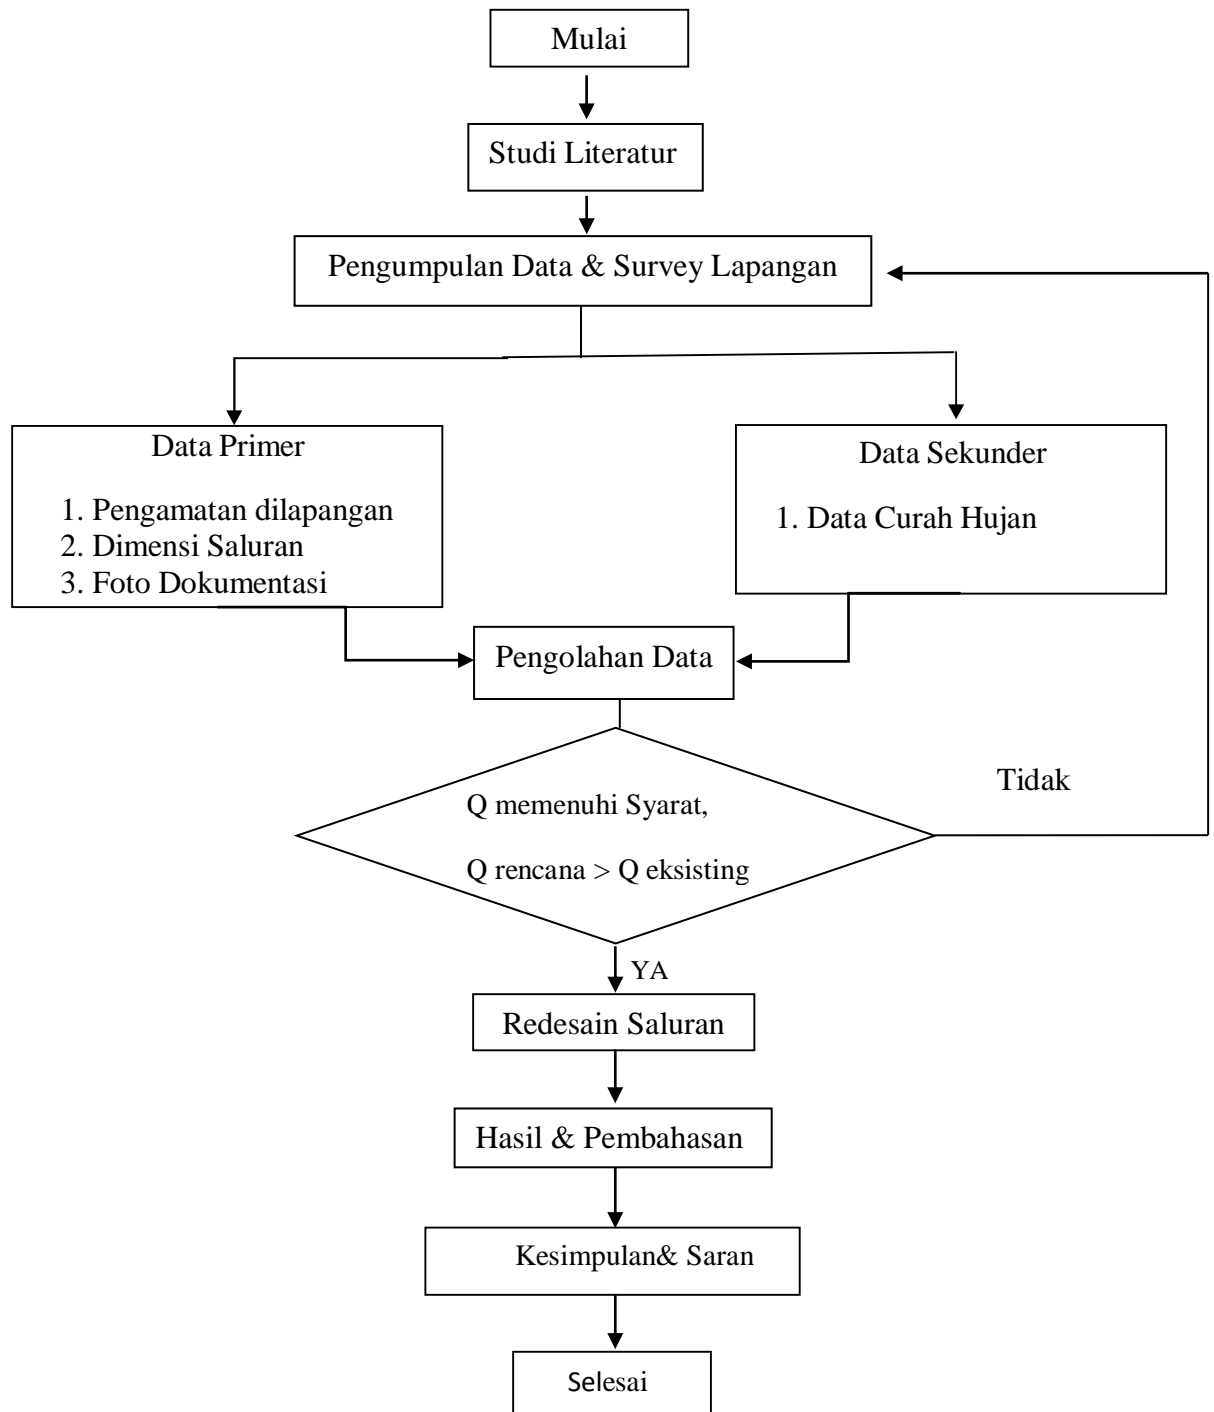 Mulai
Studi Literatur
Pengumpulan Data & Survey Lapangan
Data Primer
1. Pengamatan dilapangan
2. Dimensi Saluran
3. Foto Dokumentasi
Data Sekunder
1. Data Curah Hujan
Pengolahan Data
Q memenuhi Syarat,
Q rencana > Q eksisting
Tidak
YA
Redesain Saluran
Hasil & Pembahasan
Kesimpulan& Saran
Selesai